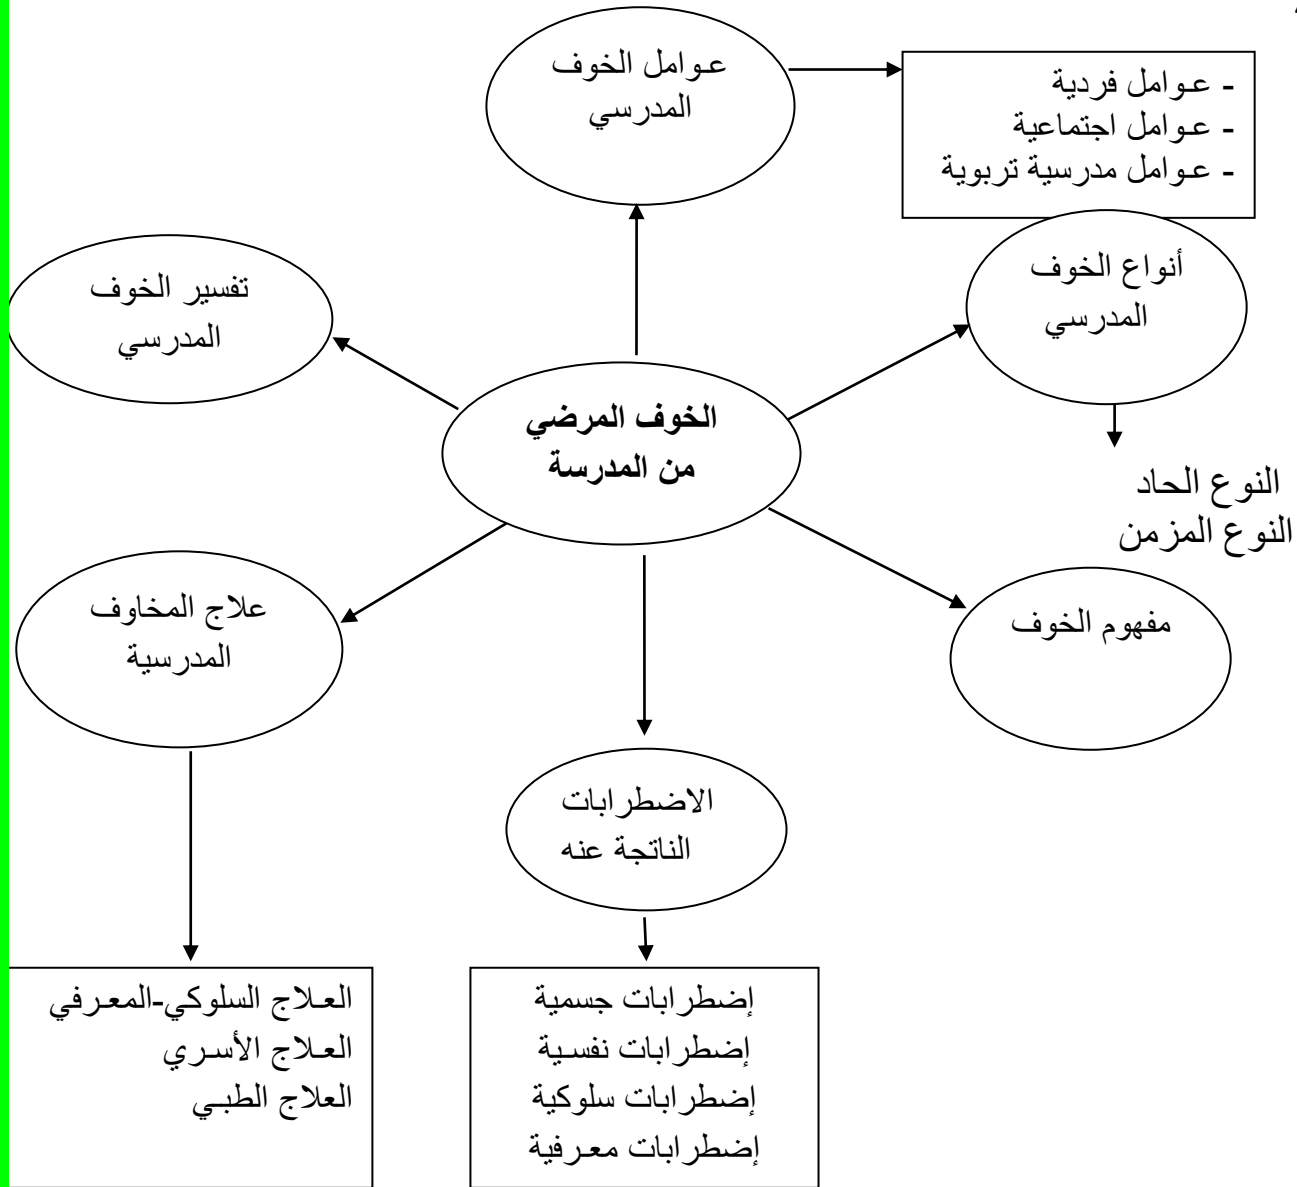 عوامل الخوف
المدرسي
- عوامل فردية
- عوامل اجتماعية
- عوامل مدرسية تربوية
أنواع الخوف
المدرسي
تفسير الخوف
المدرسي
الخوف المرضي
من المدرسة
النوع الحاد
النوع المزمن
علاج المخاوف
المدرسية
مفهوم الخوف
الاضطرابات
الناتجة عنه
إضطرابات جسمية
إضطرابات نفسية
إضطرابات سلوكية
إضطرابات معرفية
العلاج السلوكي-المعرفي
العلاج الأسري
العلاج الطبي